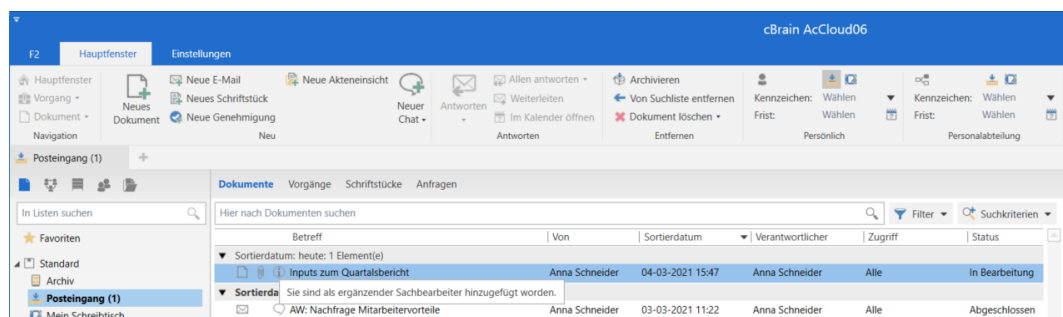 cBrain AcCloud06
F2 Hauptfenster Einstellungen
Hauptfenster Neue E-Mail Neue Akteneinsicht Allen antworten Archivieren
Vorgang Neues Schriftstück Weiterleiten Von Suchliste entfernen Kennzeichen: Wählen Kennzeichen: Wählen
Dokument Neues Dokument Neue Genehmigung Neuer Chat Antworten Im Kalender öffnen Dokument löschen Frist: Wählen Frist: Wählen
Navigation Neu Antworten Entfernen Persönlich Personalabteilung
Posteingang (1) +
Dokumente Vorgänge Schriftstücke Anfragen
In Listen suchen Hier nach Dokumenten suchen Filter Suchkriterien
Favoriten Betreff Von Sortierdatum Verantwortlicher Zugriff Status
Sortierdatum: heute: 1 Element(e)
Standard Inputs zum Quartalsbericht Anna Schneider 04-03-2021 15:47 Anna Schneider Alle In Bearbeitung
Archiv
Posteingang (1) Sortierda Sie sind als ergänzender Sachbearbeiter hinzugefügt worden.
Mein Schreibtisch AW: Nachfrage Mitarbeitervorteile Anna Schneider 03-03-2021 11:22 Anna Schneider Alle Abgeschlossen